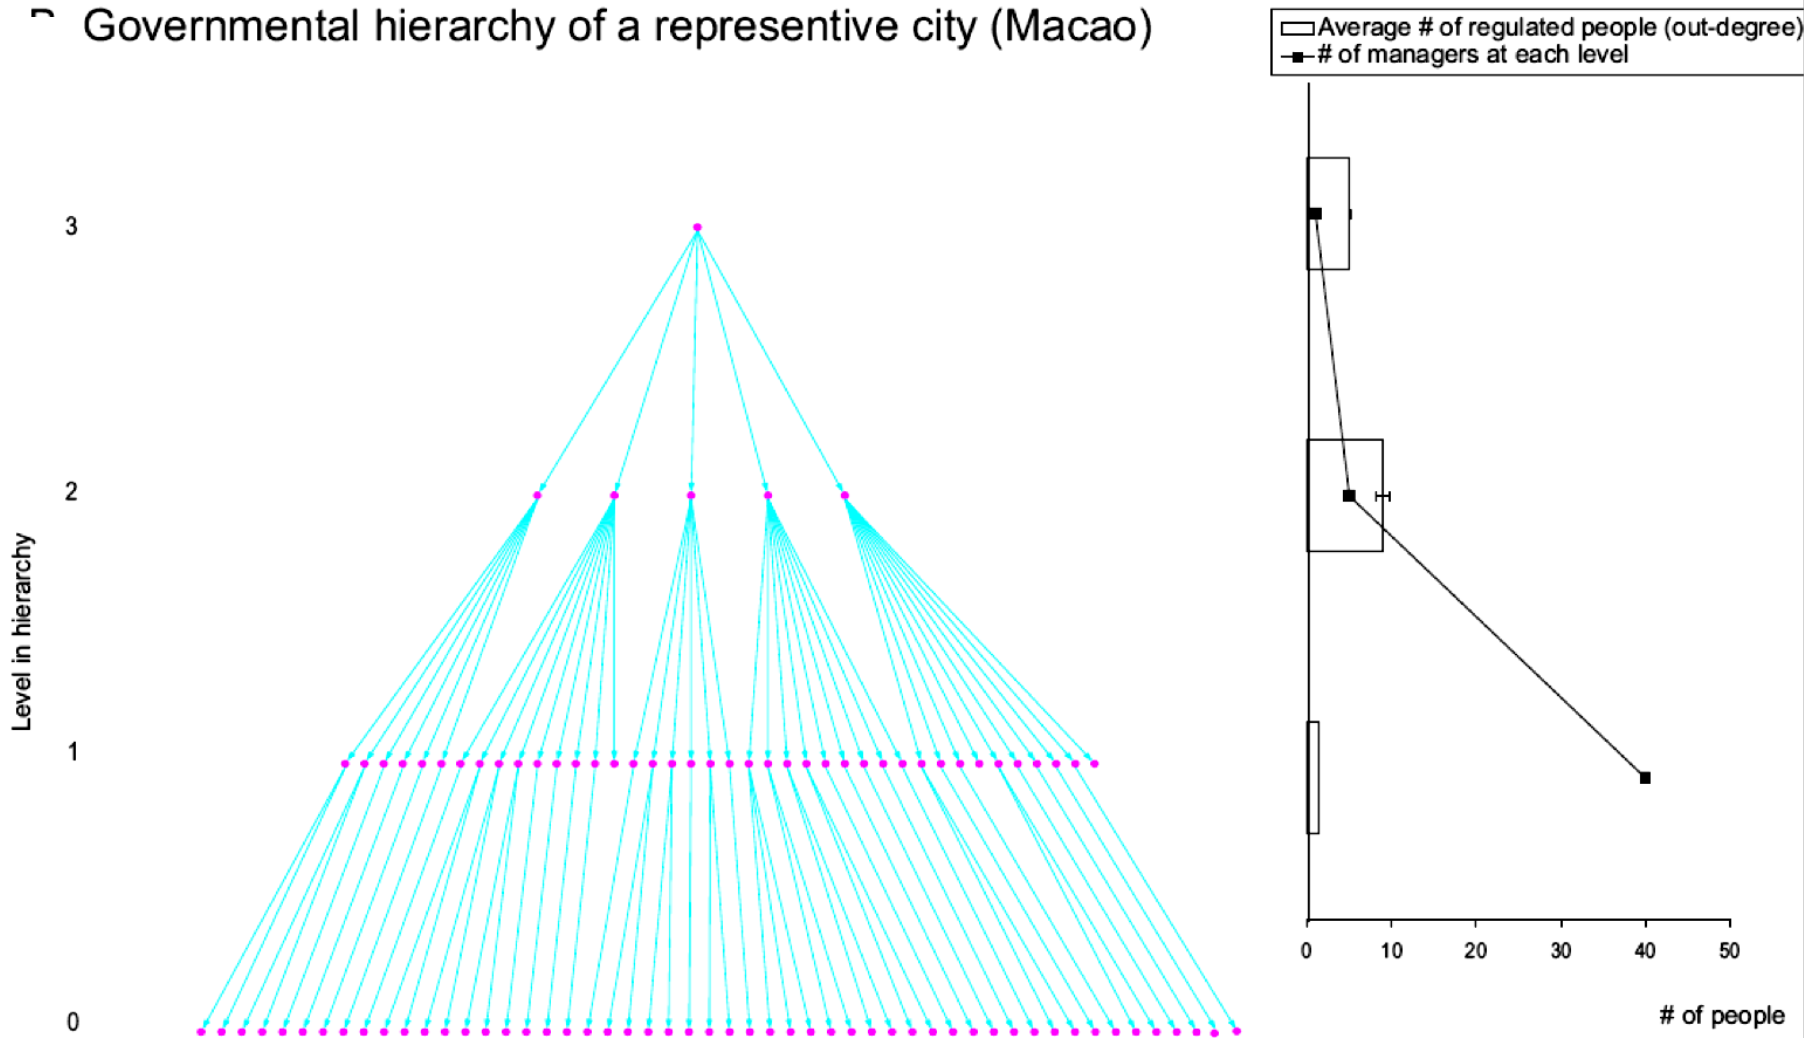 Governmental hierarchy of a representive city (Macao)
Average # of regulated people (out-degree)
# of managers at each level
3
2
Level in hierarchy
1
0
0 10 20 30 40 50
# of people